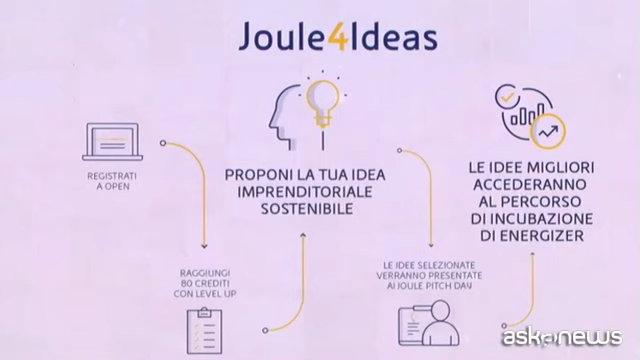 Joule4Ideas
REGISTRATI
A OPEN
RAGGIUNGI
80 CREDITI
CON LEVEL UP
PROPONI LA TUA IDEA
IMPRENDITORIALE
SOSTENIBILE
LE IDEE SELEZIONATE
VERRANNO PRESENTATE
AI JOULE PITCH DAY
LE IDEE MIGLIORI
ACCEDERANNO
AL PERCORSO
DI INCUBAZIONE
DI ENERGIZER
askanews